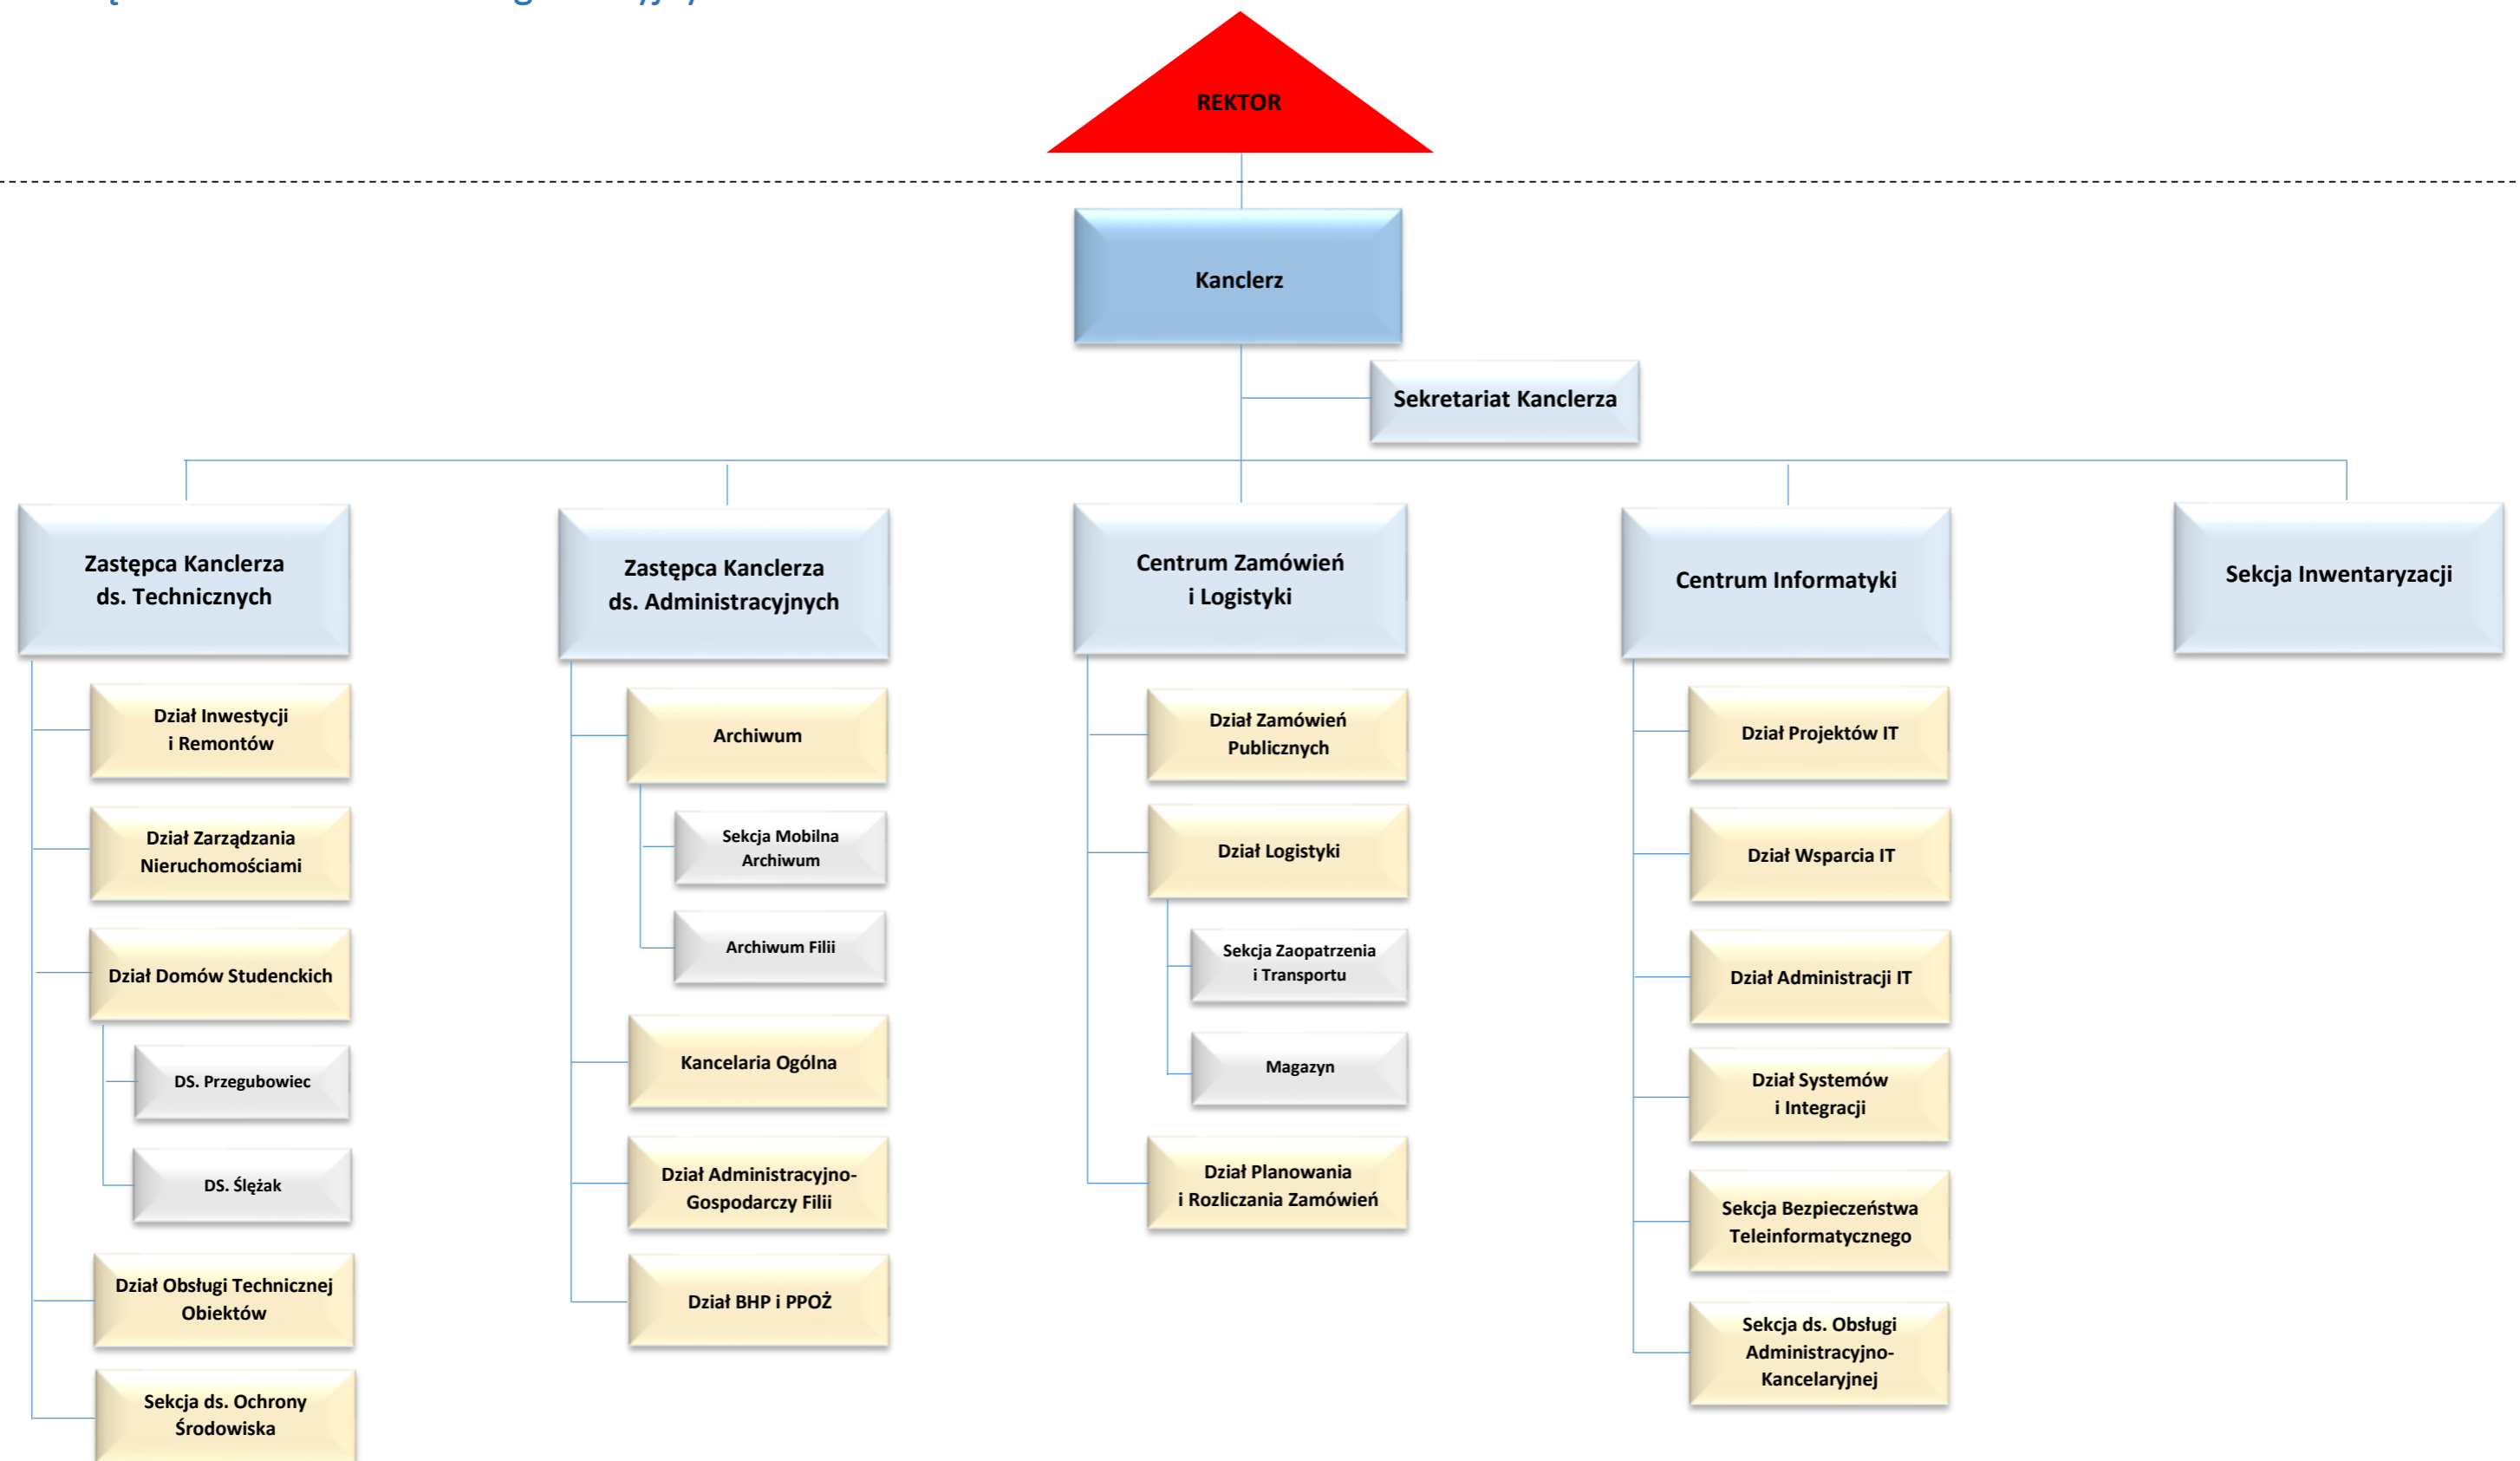 REKTOR
Kanclerz
Sekretariat Kanclerza
Zastępca Kanclerza
ds. Technicznych
Zastępca Kanclerza
ds. Administracyjnych
Centrum Zamówień
i Logistyki
Centrum Informatyki
Sekcja Inwentaryzacji
Dział Inwestycji
i Remontów
Dział Zarządzania
Nieruchomościami
Dział Domów Studenckich
DS. Przegubowiec
DS. Ślężak
Dział Obsługi Technicznej
Obiektów
Sekcja ds. Ochrony
Środowiska
Archiwum
Sekcja Mobilna
Archiwum
Archiwum Filii
Kancelaria Ogólna
Dział Administracyjno-
Gospodarczy Filii
Dział BHP i PPOŻ
Dział Zamówień
Publicznych
Dział Logistyki
Sekcja Zaopatrzenia
i Transportu
Magazyn
Dział Planowania
i Rozliczania Zamówień
Dział Projektów IT
Dział Wsparcia IT
Dział Administracji IT
Dział Systemów
i Integracji
Sekcja Bezpieczeństwa
Teleinformatycznego
Sekcja ds. Obsługi
Administracyjno-
Kancelaryjnej